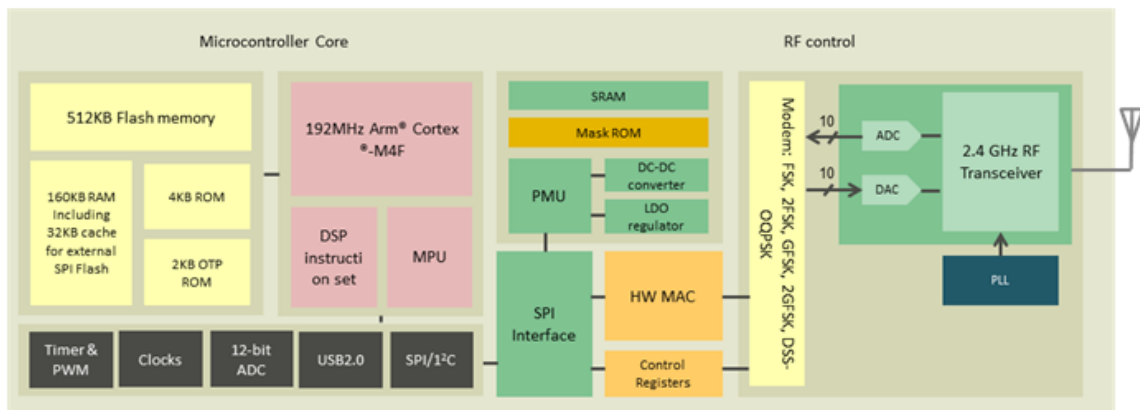 Microcontroller Core
RF control
512KB Flash memory
160KB RAM
Including
32KB cache
for external
SPI Flash
4KB ROM
2KB OTP
ROM
192MHz Arm® Cortex
®-M4F
DSP
instructi
on set
MPU
Timer &
PWM
Clocks
12-bit
ADC
USB2.0
SPI/I²C
SRAM
Mask ROM
PMU
DC-DC
converter
LDO
regulator
SPI
Interface
HW MAC
Control
Registers
Modem: FSK, 2FSK, GFSK, 2GFSK, DSS-
OQPSK
10
ADC
10
DAC
2.4 GHz RF
Transceiver
PLL